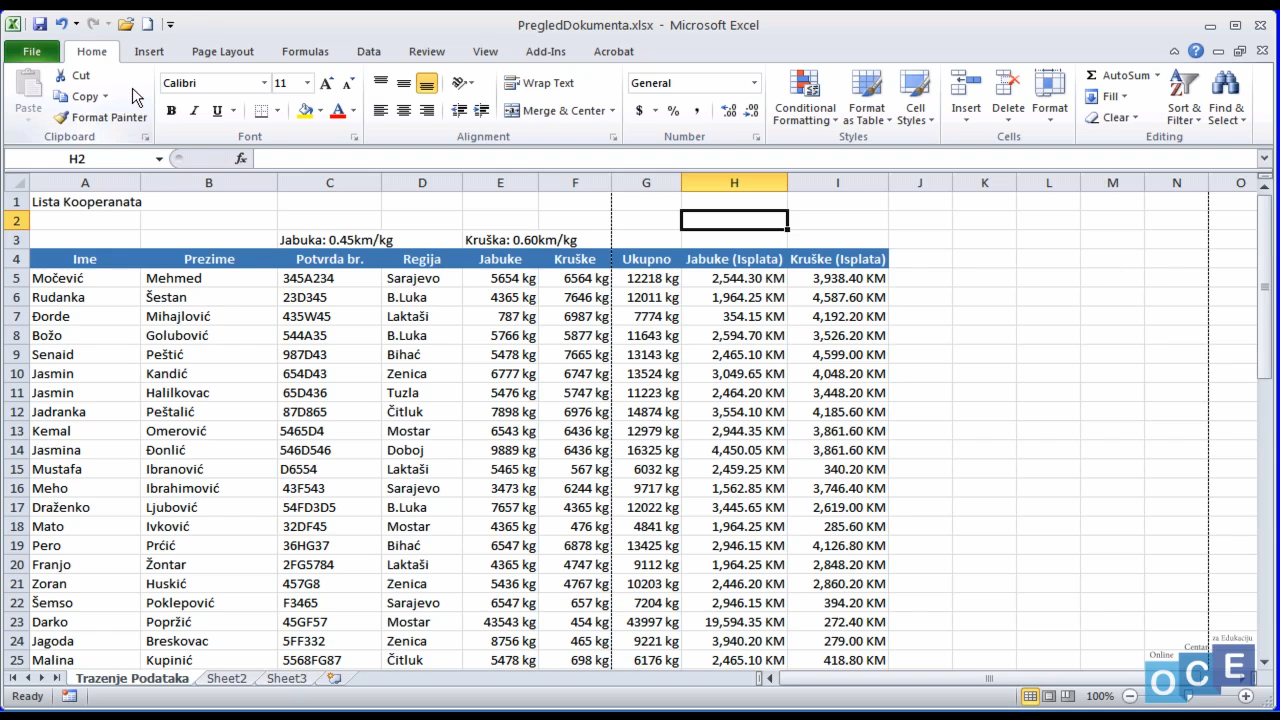 PregledDokumenta.xlsx - Microsoft Excel
File Home Insert Page Layout Formulas Data Review View Add-Ins Acrobat
Cut
Copy
Paste
Format Painter
Calibri 11
Wrap Text
Merge & Center
General
Conditional Formatting
Format as Table
Cell Styles
Insert Delete Format
AutoSum
Fill
Clear
Sort & Filter
Find & Select
Clipboard Font Alignment Number Styles Cells Editing
H2 fx
A B C D E F G H I J K L M N O
1 Lista Kooperanata
2
3 Jabuka: 0.45km/kg Kruška: 0.60km/kg
4 Ime Prezime Potvrda br. Regija Jabuke Kruške Ukupno Jabuke (Isplata) Kruške (Isplata)
5 Močević Mehmed 345A234 Sarajevo 5654 kg 6564 kg 12218 kg 2,544.30 KM 3,938.40 KM
6 Rudanka Šestan 23D345 B.Luka 4365 kg 7646 kg 12011 kg 1,964.25 KM 4,587.60 KM
7 Đorde Mihajlović 435W45 Laktaši 787 kg 6987 kg 7774 kg 354.15 KM 4,192.20 KM
8 Božo Golubović 544A35 B.Luka 5766 kg 5877 kg 11643 kg 2,594.70 KM 3,526.20 KM
9 Senaid Peštić 987D43 Bihać 5478 kg 7665 kg 13143 kg 2,465.10 KM 4,599.00 KM
10 Jasmin Kandić 654D43 Zenica 6777 kg 6747 kg 13524 kg 3,049.65 KM 4,048.20 KM
11 Jasmin Halilkovac 65D436 Tuzla 5476 kg 5747 kg 11223 kg 2,464.20 KM 3,448.20 KM
12 Jadranka Peštalić 87D865 Čitluk 7898 kg 6976 kg 14874 kg 3,554.10 KM 4,185.60 KM
13 Kemal Omerović 5465D4 Mostar 6543 kg 6436 kg 12979 kg 2,944.35 KM 3,861.60 KM
14 Jasmina Đonlić 546D546 Doboj 9889 kg 6436 kg 16325 kg 4,450.05 KM 3,861.60 KM
15 Mustafa Ibranović D6554 Laktaši 5465 kg 567 kg 6032 kg 2,459.25 KM 340.20 KM
16 Meho Ibrahimović 43F543 Sarajevo 3473 kg 6244 kg 9717 kg 1,562.85 KM 3,746.40 KM
17 Draženko Ljubović 54FD3D5 B.Luka 7657 kg 4365 kg 12022 kg 3,445.65 KM 2,619.00 KM
18 Mato Ivković 32DF45 Mostar 4365 kg 476 kg 4841 kg 1,964.25 KM 285.60 KM
19 Pero Prćić 36HG37 Bihać 6547 kg 6878 kg 13425 kg 2,946.15 KM 4,126.80 KM
20 Franjo Žontar 2FG5784 Laktaši 4365 kg 4747 kg 9112 kg 1,964.25 KM 2,848.20 KM
21 Zoran Huskić 457G8 Zenica 5436 kg 4767 kg 10203 kg 2,446.20 KM 2,860.20 KM
22 Šemso Poklepović F3465 Sarajevo 6547 kg 657 kg 7204 kg 2,946.15 KM 394.20 KM
23 Darko Popržić 45GF57 Mostar 43543 kg 454 kg 43997 kg 19,594.35 KM 272.40 KM
24 Jagoda Breskovac 5FF332 Zenica 8756 kg 465 kg 9221 kg 3,940.20 KM 279.00 KM
25 Malina Kupinić 5568FG87 Čitluk 5478 kg 698 kg 6176 kg 2,465.10 KM 418.80 KM
Trazenje Podataka Sheet2 Sheet3
Ready 100%
Online Centar za Edukaciju
OCE